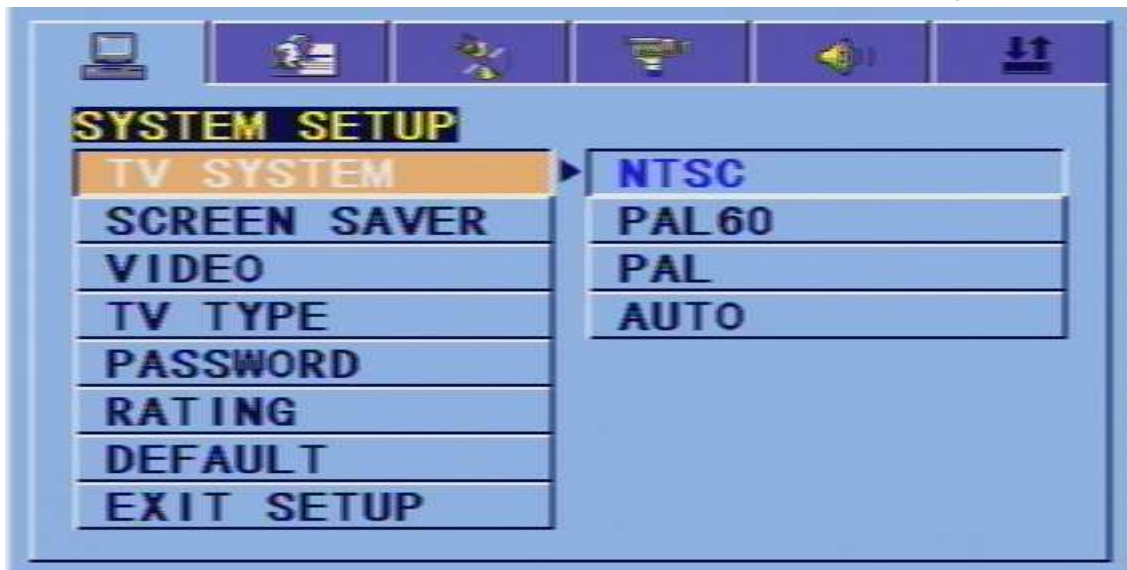 SYSTEM SETUP
TV SYSTEM
NTSC
SCREEN SAVER
PAL60
VIDEO
PAL
TV TYPE
AUTO
PASSWORD
RATING
DEFAULT
EXIT SETUP